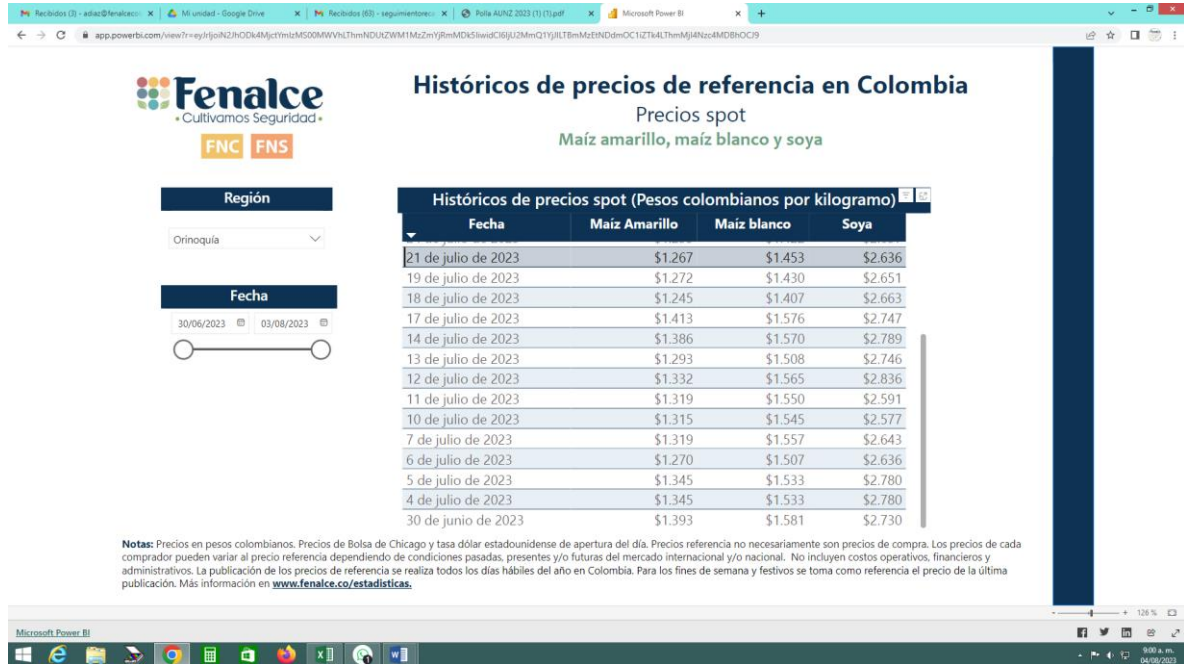 Recibidos (3) - adiaz@fenalceco
Mi unidad - Google Drive
Recibidos (63) - seguimientorec
Polla AUNZ 2023 (1) (1).pdf
Microsoft Power BI
Fenalce
• Cultivamos Seguridad •
FNC FNS
Históricos de precios de referencia en Colombia
Precios spot
Maíz amarillo, maíz blanco y soya
Región
Orinoquía
Fecha
30/06/2023 03/08/2023
Históricos de precios spot (Pesos colombianos por kilogramo)
Fecha Maíz Amarillo Maíz blanco Soya
21 de julio de 2023 $1.267 $1.453 $2.636
19 de julio de 2023 $1.272 $1.430 $2.651
18 de julio de 2023 $1.245 $1.407 $2.663
17 de julio de 2023 $1.413 $1.576 $2.747
14 de julio de 2023 $1.386 $1.570 $2.789
13 de julio de 2023 $1.293 $1.508 $2.746
12 de julio de 2023 $1.332 $1.565 $2.836
11 de julio de 2023 $1.319 $1.550 $2.591
10 de julio de 2023 $1.315 $1.545 $2.577
7 de julio de 2023 $1.319 $1.557 $2.643
6 de julio de 2023 $1.270 $1.507 $2.636
5 de julio de 2023 $1.345 $1.533 $2.780
4 de julio de 2023 $1.345 $1.533 $2.780
30 de junio de 2023 $1.393 $1.581 $2.730
Notas: Precios en pesos colombianos. Precios de Bolsa de Chicago y tasa dólar estadounidense de apertura del día. Precios referencia no necesariamente son precios de compra. Los precios de cada
comprador pueden variar al precio referencia dependiendo de condiciones pasadas, presentes y/o futuras del mercado internacional y/o nacional. No incluyen costos operativos, financieros y
administrativos. La publicación de los precios de referencia se realiza todos los días hábiles del año en Colombia. Para los fines de semana y festivos se toma como referencia el precio de la última
publicación. Más información en www.fenalce.co/estadisticas.
126 %
Microsoft Power BI
9:00 a. m.
04/08/2023